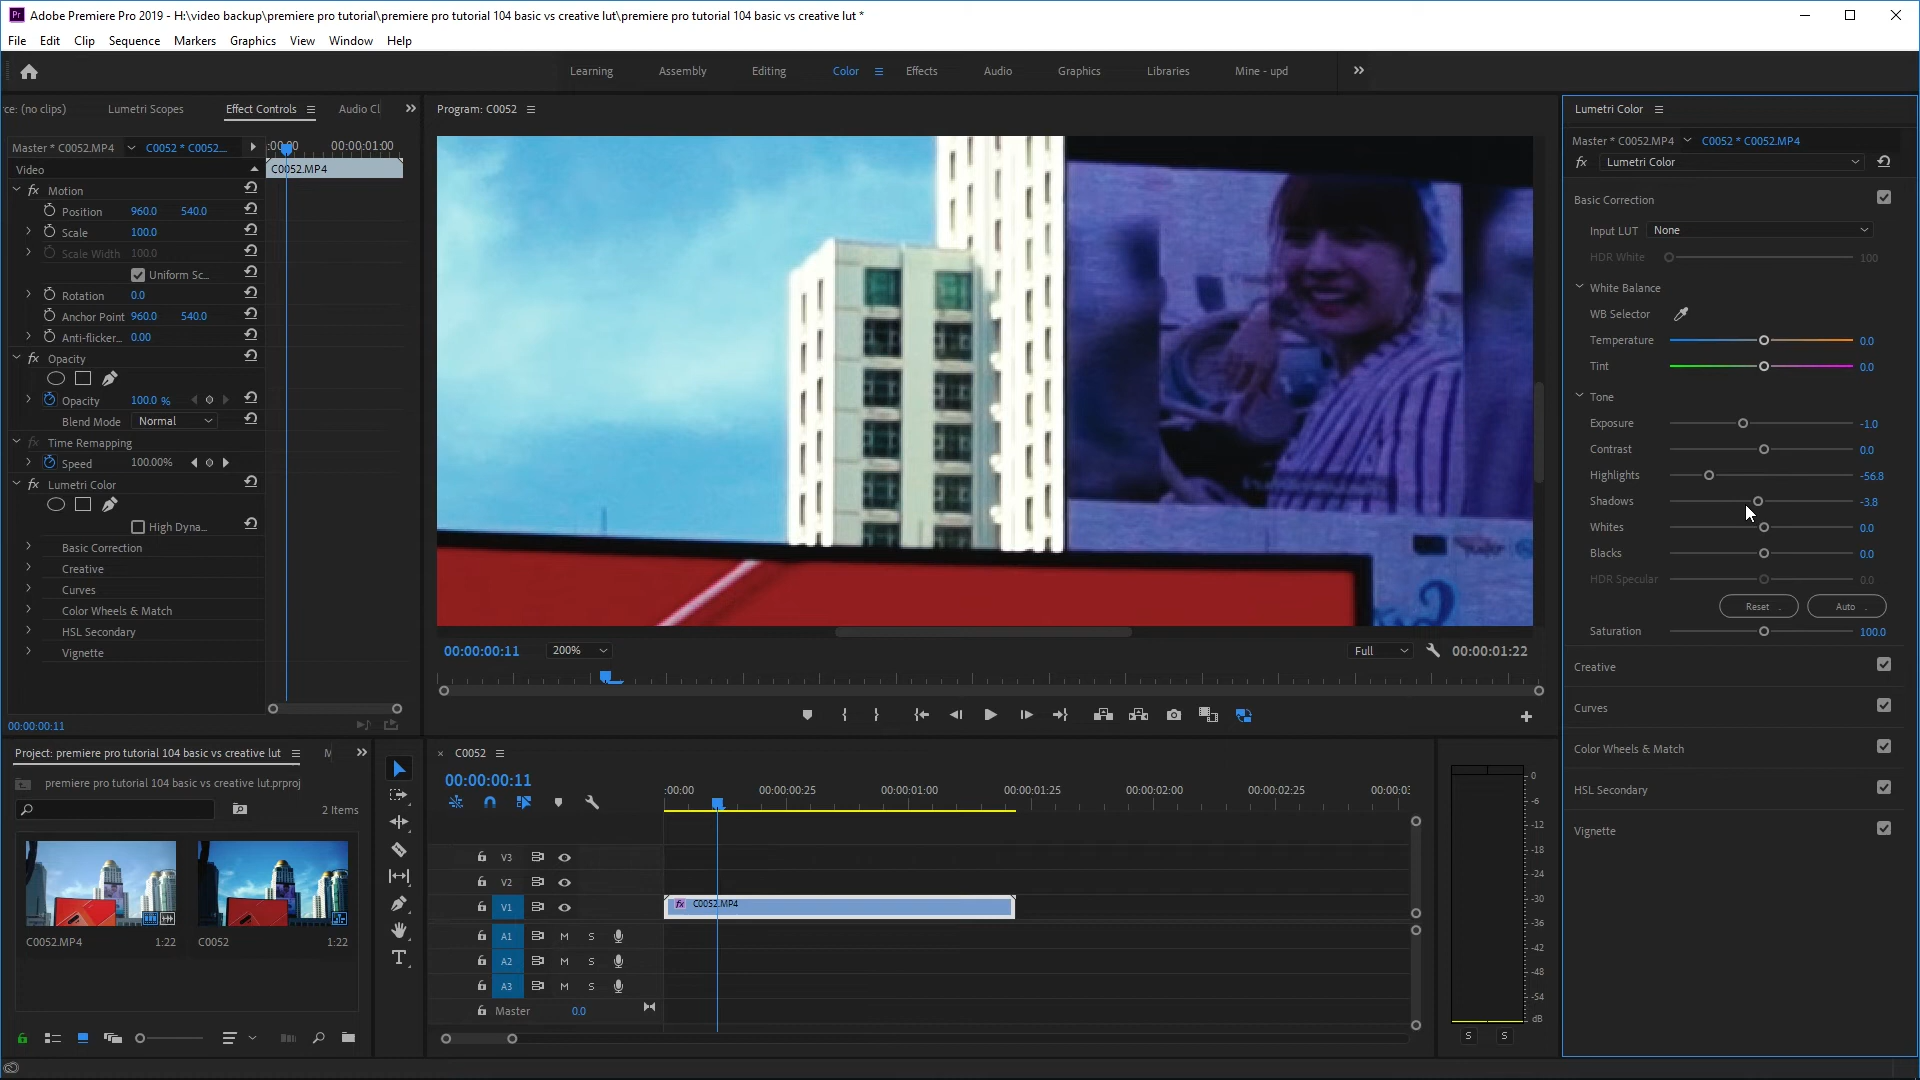 Adobe Premiere Pro 2019 - H:\video backup\premiere pro tutorial\premiere pro tutorial 104 basic vs creative lut\premiere pro tutorial 104 basic vs creative lut *
File Edit Clip Sequence Markers Graphics View Window Help
Learning Assembly Editing Color Effects Audio Graphics Libraries Mine - upd
rce: (no clips) Lumetri Scopes Effect Controls Audio Cl
Master * C0052.MP4 C0052 * C0052...
:00:00 00:00:01:00
Video
C0052.MP4
fx Motion
Position 960.0 540.0
Scale 100.0
Scale Width 100.0
Uniform Sc...
Rotation 0.0
Anchor Point 960.0 540.0
Anti-flicker... 0.00
fx Opacity
Opacity 100.0 %
Blend Mode Normal
fx Time Remapping
Speed 100.00%
fx Lumetri Color
High Dyna...
Basic Correction
Creative
Curves
Color Wheels & Match
HSL Secondary
Vignette
00:00:00:11
Program: C0052
00:00:00:11 200% Full 00:00:01:22
Lumetri Color
Master * C0052.MP4 C0052 * C0052.MP4
fx Lumetri Color
Basic Correction
Input LUT None
HDR White 100
White Balance
WB Selector
Temperature 0.0
Tint 0.0
Tone
Exposure -1.0
Contrast 0.0
Highlights -56.8
Shadows -3.8
Whites 0.0
Blacks 0.0
HDR Specular 0.0
Reset Auto
Saturation 100.0
Creative
Curves
Color Wheels & Match
HSL Secondary
Vignette
Project: premiere pro tutorial 104 basic vs creative lut
premiere pro tutorial 104 basic vs creative lut.prproj
2 Items
C0052.MP4 1:22
C0052 1:22
C0052
00:00:00:11
:00:00 00:00:00:25 00:00:01:00 00:00:01:25 00:00:02:00 00:00:02:25
V3
V2
V1
fx C0052.MP4
A1 M S
A2 M S
A3 M S
Master 0.0
0
-6
-12
-18
-24
-30
-36
-42
-48
-54
dB
S S